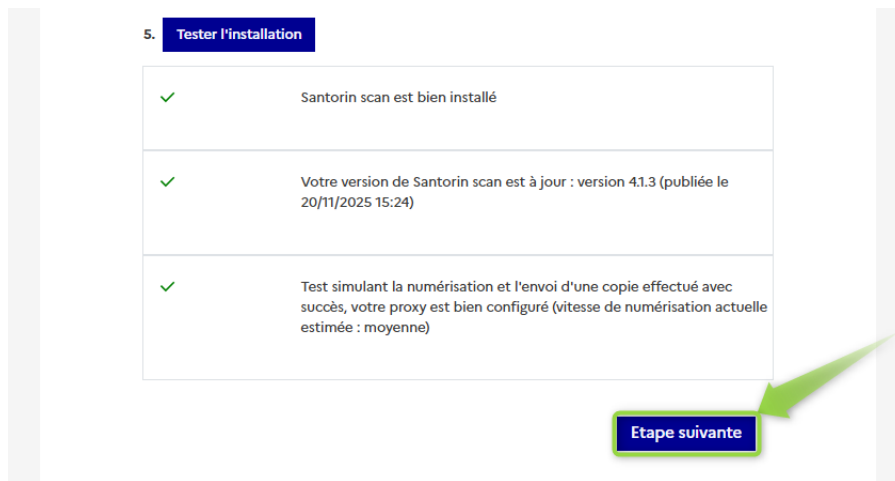 5. Tester l'installation
Santorin scan est bien installé
Votre version de Santorin scan est à jour : version 4.1.3 (publiée le
20/11/2025 15:24)
Test simulant la numérisation et l'envoi d'une copie effectué avec
succès, votre proxy est bien configuré (vitesse de numérisation actuelle
estimée : moyenne)
Etape suivante